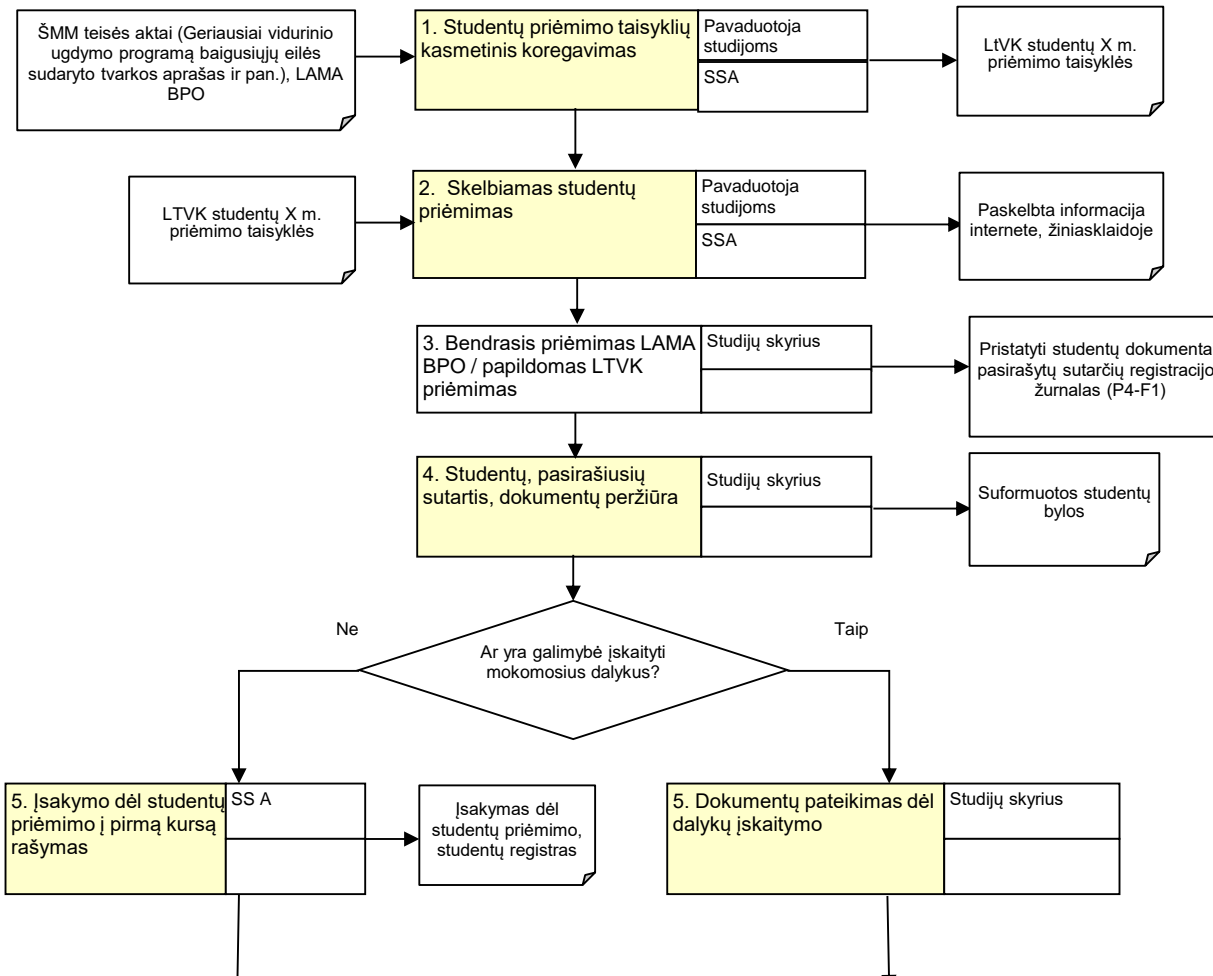 ŠMM teisės aktai (Geriausiai vidurinio
ugdymo programą baigusiųjų eilės
sudaryto tvarkos aprašas ir pan.), LAMA
BPO
1. Studentų priėmimo taisyklių
kasmetinis koregavimas
Pavaduotoja
studijoms
SSA
LtVK studentų X m.
priėmimo taisyklės
LTVK studentų X m.
priėmimo taisyklės
2. Skelbiamas studentų
priėmimas
Pavaduotoja
studijoms
SSA
Paskelbta informacija
internete, žiniasklaidoje
3. Bendrasis priėmimas LAMA
BPO / papildomas LTVK
priėmimas
Studijų skyrius
Pristatyti studentų dokumenta
pasirašytų sutarčių registracijo
žurnalas (P4-F1)
4. Studentų, pasirašiusių
sutartis, dokumentų peržiūra
Studijų skyrius
Suformuotos studentų
bylos
Ne
Taip
Ar yra galimybė įskaityti
mokomosius dalykus?
5. Įsakymo dėl studentų
priėmimo į pirmą kursą
rašymas
SS A
Įsakymas dėl
studentų priėmimo,
studentų registras
5. Dokumentų pateikimas dėl
dalykų įskaitymo
Studijų skyrius